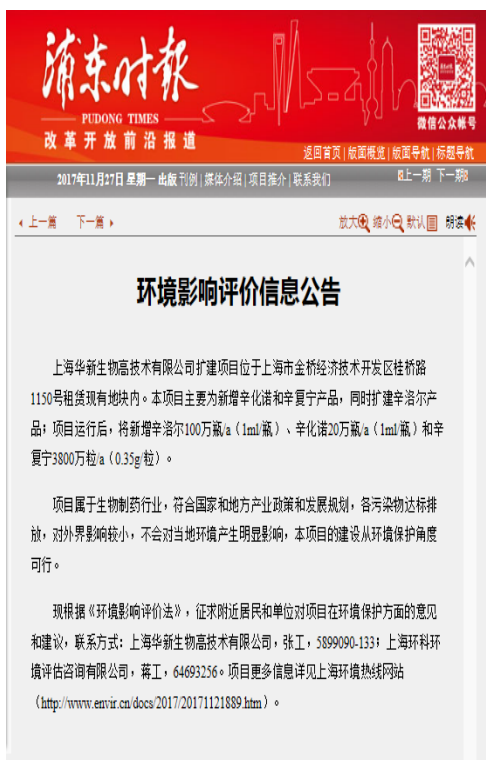 浦东时报
PUDONG TIMES
改革开放前沿报道
微信公众帐号
返回首页 | 版面概览 | 版面导航 | 标题导航
2017年11月27日 星期一 出版 刊例 | 媒体介绍 | 项目推介 | 联系我们
上一期 下一期
上一篇 下一篇 放大 缩小 默认 朗读
环境影响评价信息公告
上海华新生物高技术有限公司扩建项目位于上海市金桥经济技术开发区桂桥路
1150号租赁现有地块内。本项目主要为新增辛化诺和辛复宁产品，同时扩建辛洛尔产
品；项目运行后，将新增辛洛尔100万瓶/a（1ml/瓶）、辛化诺20万瓶/a（1ml/瓶）和辛
复宁3800万粒/a（0.35g/粒）。
项目属于生物制药行业，符合国家和地方产业政策和发展规划，各污染物达标排
放，对外界影响较小，不会对当地环境产生明显影响，本项目的建设从环境保护角度
可行。
现根据《环境影响评价法》，征求附近居民和单位对项目在环境保护方面的意见
和建议，联系方式：上海华新生物高技术有限公司，张工，5899090-133；上海环科环
境评估咨询有限公司，蒋工，64693256。项目更多信息详见上海环境热线网站
（http://www.envir.cn/docs/2017/20171121889.htm）。